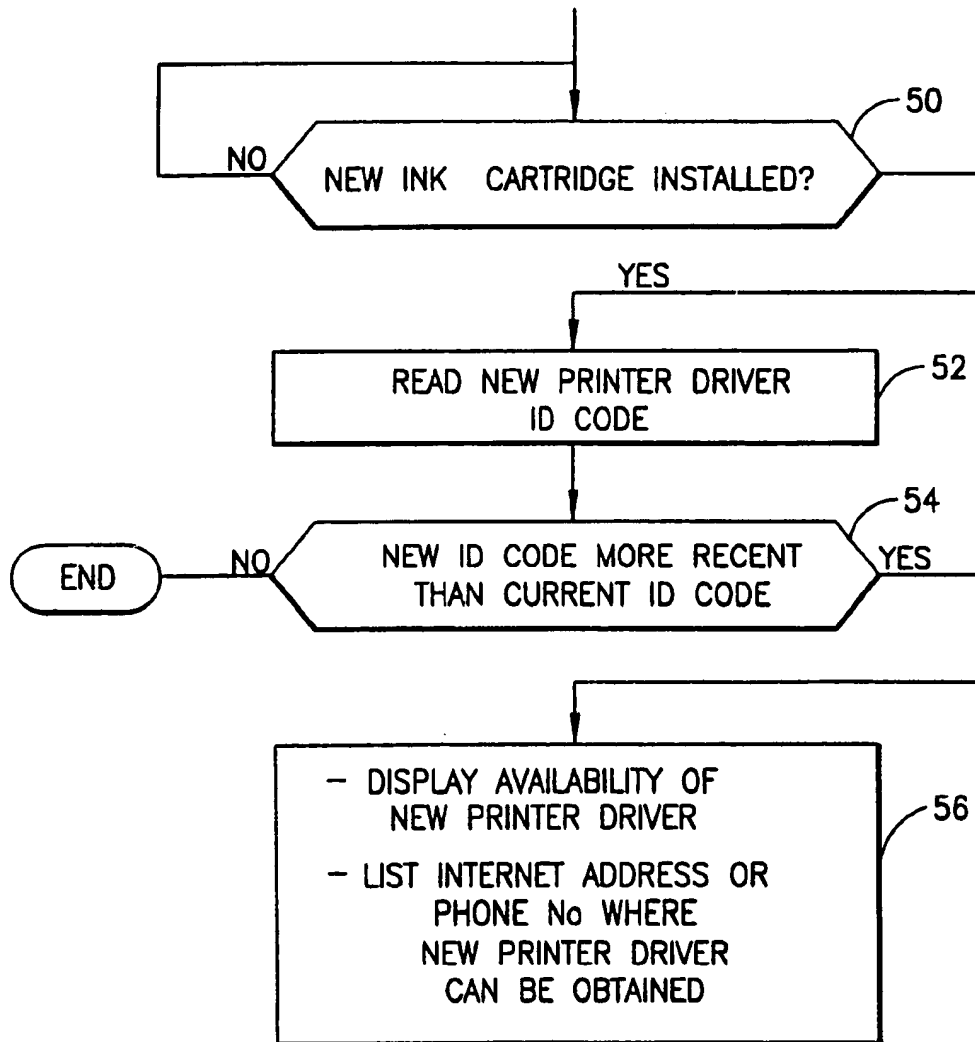 50
NO
NEW INK CARTRIDGE INSTALLED?
YES
READ NEW PRINTER DRIVER
ID CODE
52
54
END
NO
NEW ID CODE MORE RECENT
THAN CURRENT ID CODE
YES
- DISPLAY AVAILABILITY OF
NEW PRINTER DRIVER
- LIST INTERNET ADDRESS OR
PHONE No WHERE
NEW PRINTER DRIVER
CAN BE OBTAINED
56